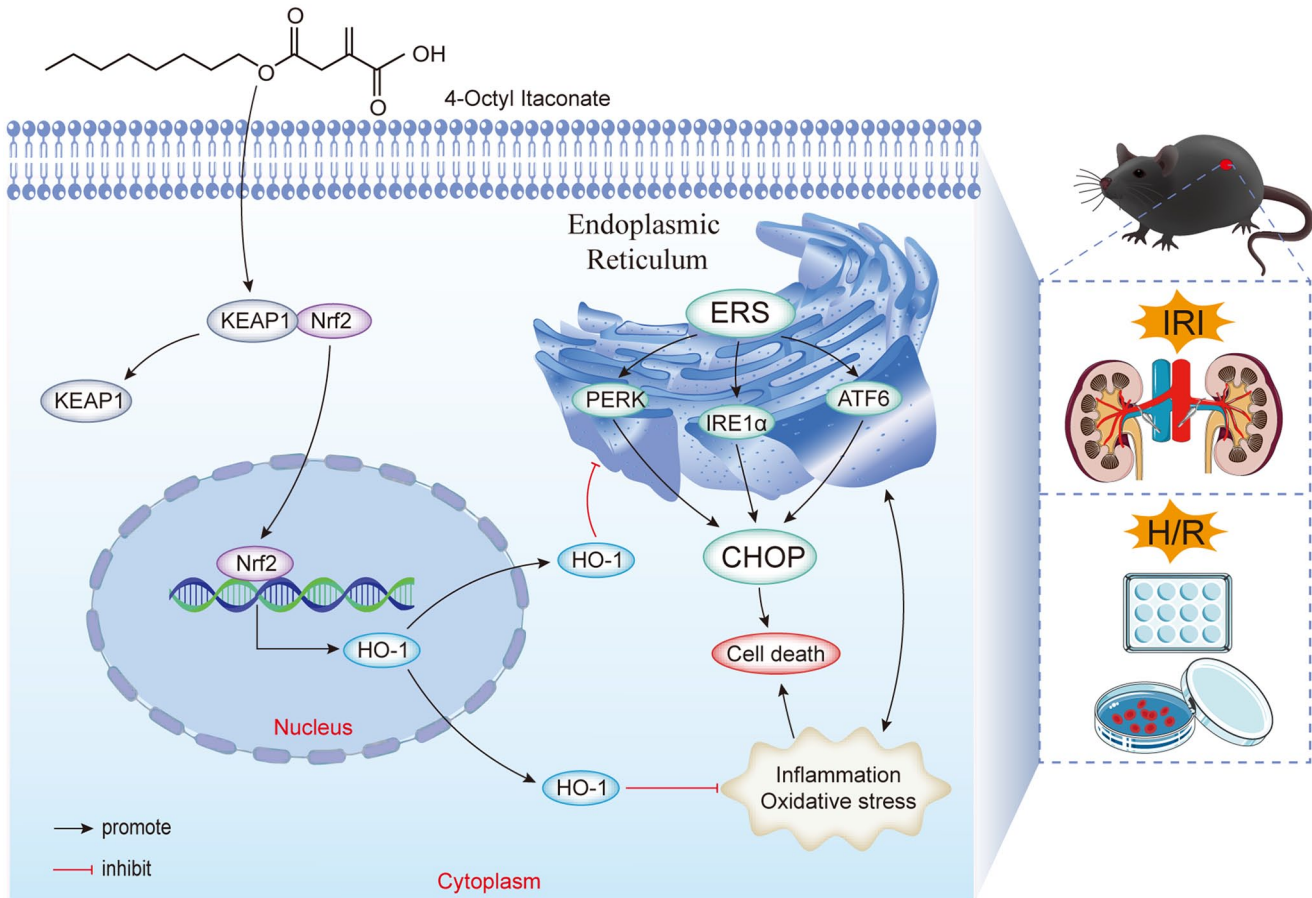 O
O
OH
O
4-Octyl Itaconate
Endoplasmic
Reticulum
ERS
PERK
IRE1α
ATF6
KEAP1
Nrf2
KEAP1
Nrf2
HO-1
HO-1
CHOP
Cell death
Nucleus
HO-1
Inflammation
Oxidative stress
promote
inhibit
Cytoplasm
IRI
H/R